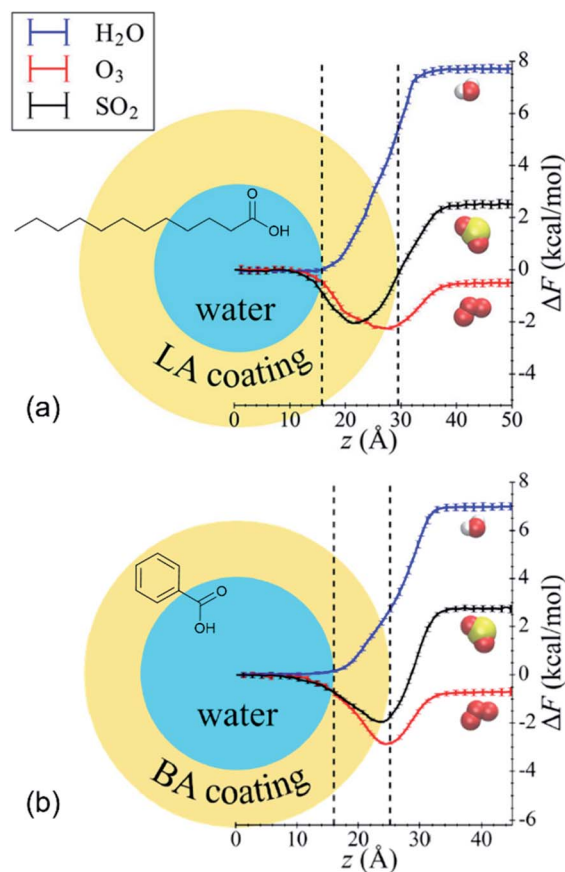 H₂O
O₃
SO₂
O
OH
water
LA coating
(a)
8
6
4
2
0
-2
-4
ΔF (kcal/mol)
0 10 20 30 40 50
z (Å)
O
OH
water
BA coating
(b)
8
6
4
2
0
-2
-4
-6
ΔF (kcal/mol)
0 10 20 30 40
z (Å)